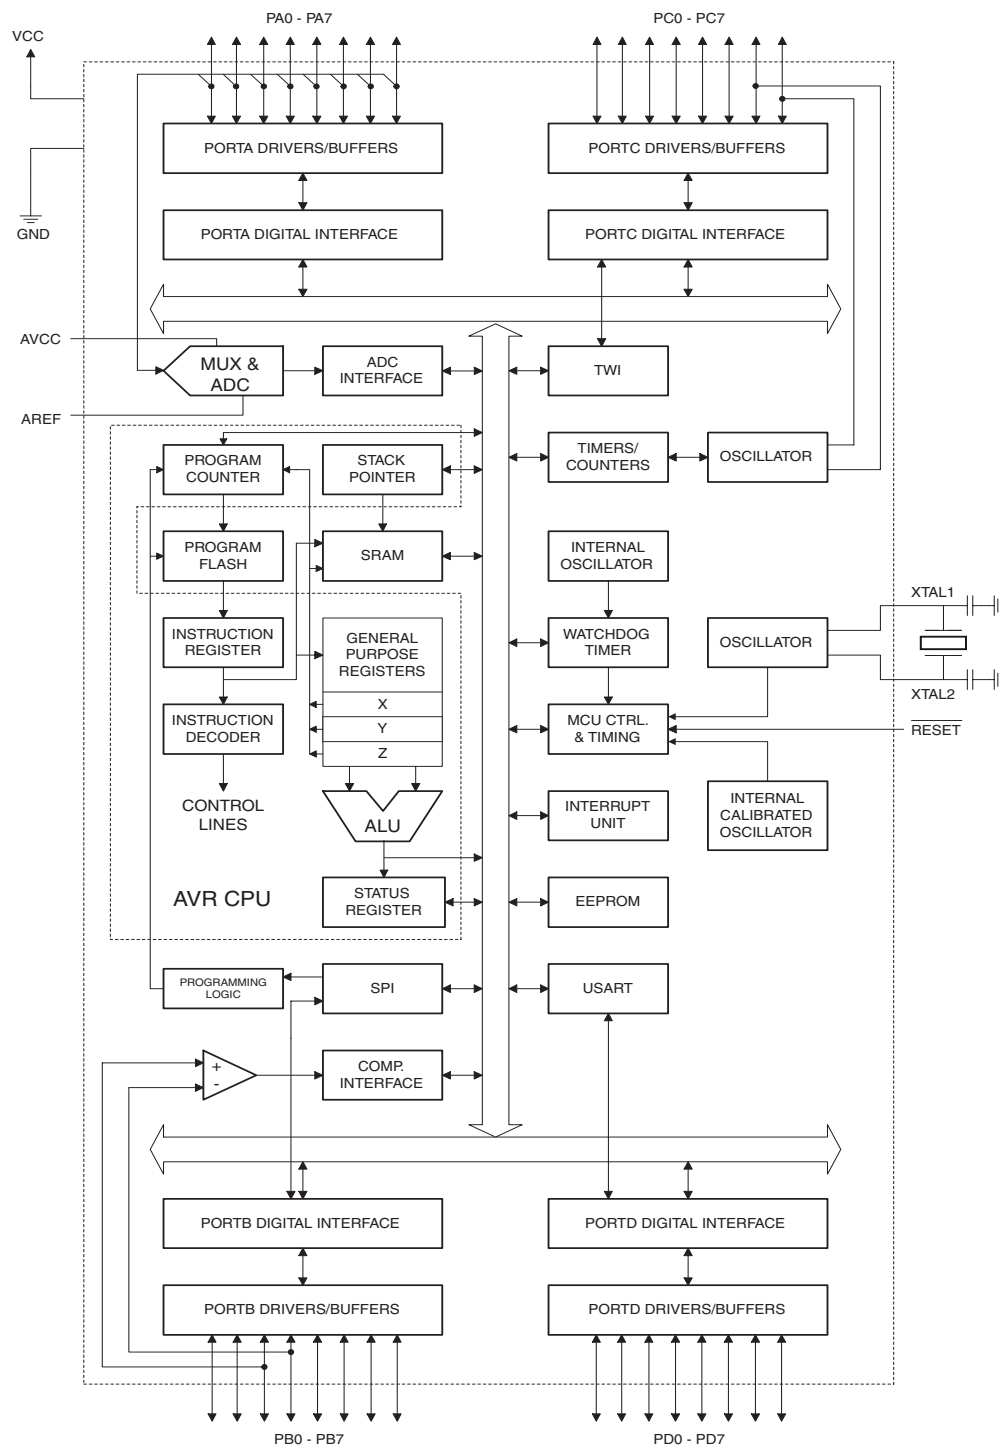 PA0 - PA7
PC0 - PC7
VCC
PORTA DRIVERS/BUFFERS
PORTC DRIVERS/BUFFERS
GND
PORTA DIGITAL INTERFACE
PORTC DIGITAL INTERFACE
AVCC
MUX &
ADC
ADC
INTERFACE
TWI
AREF
PROGRAM
COUNTER
STACK
POINTER
TIMERS/
COUNTERS
OSCILLATOR
PROGRAM
FLASH
SRAM
INTERNAL
OSCILLATOR
XTAL1
INSTRUCTION
REGISTER
GENERAL
PURPOSE
REGISTERS
WATCHDOG
TIMER
OSCILLATOR
XTAL2
X
INSTRUCTION
DECODER
Y
MCU CTRL.
& TIMING
RESET
Z
CONTROL
LINES
ALU
INTERRUPT
UNIT
INTERNAL
CALIBRATED
OSCILLATOR
AVR CPU
STATUS
REGISTER
EEPROM
PROGRAMMING
LOGIC
SPI
USART
+
-
COMP.
INTERFACE
PORTB DIGITAL INTERFACE
PORTD DIGITAL INTERFACE
PORTB DRIVERS/BUFFERS
PORTD DRIVERS/BUFFERS
PB0 - PB7
PD0 - PD7